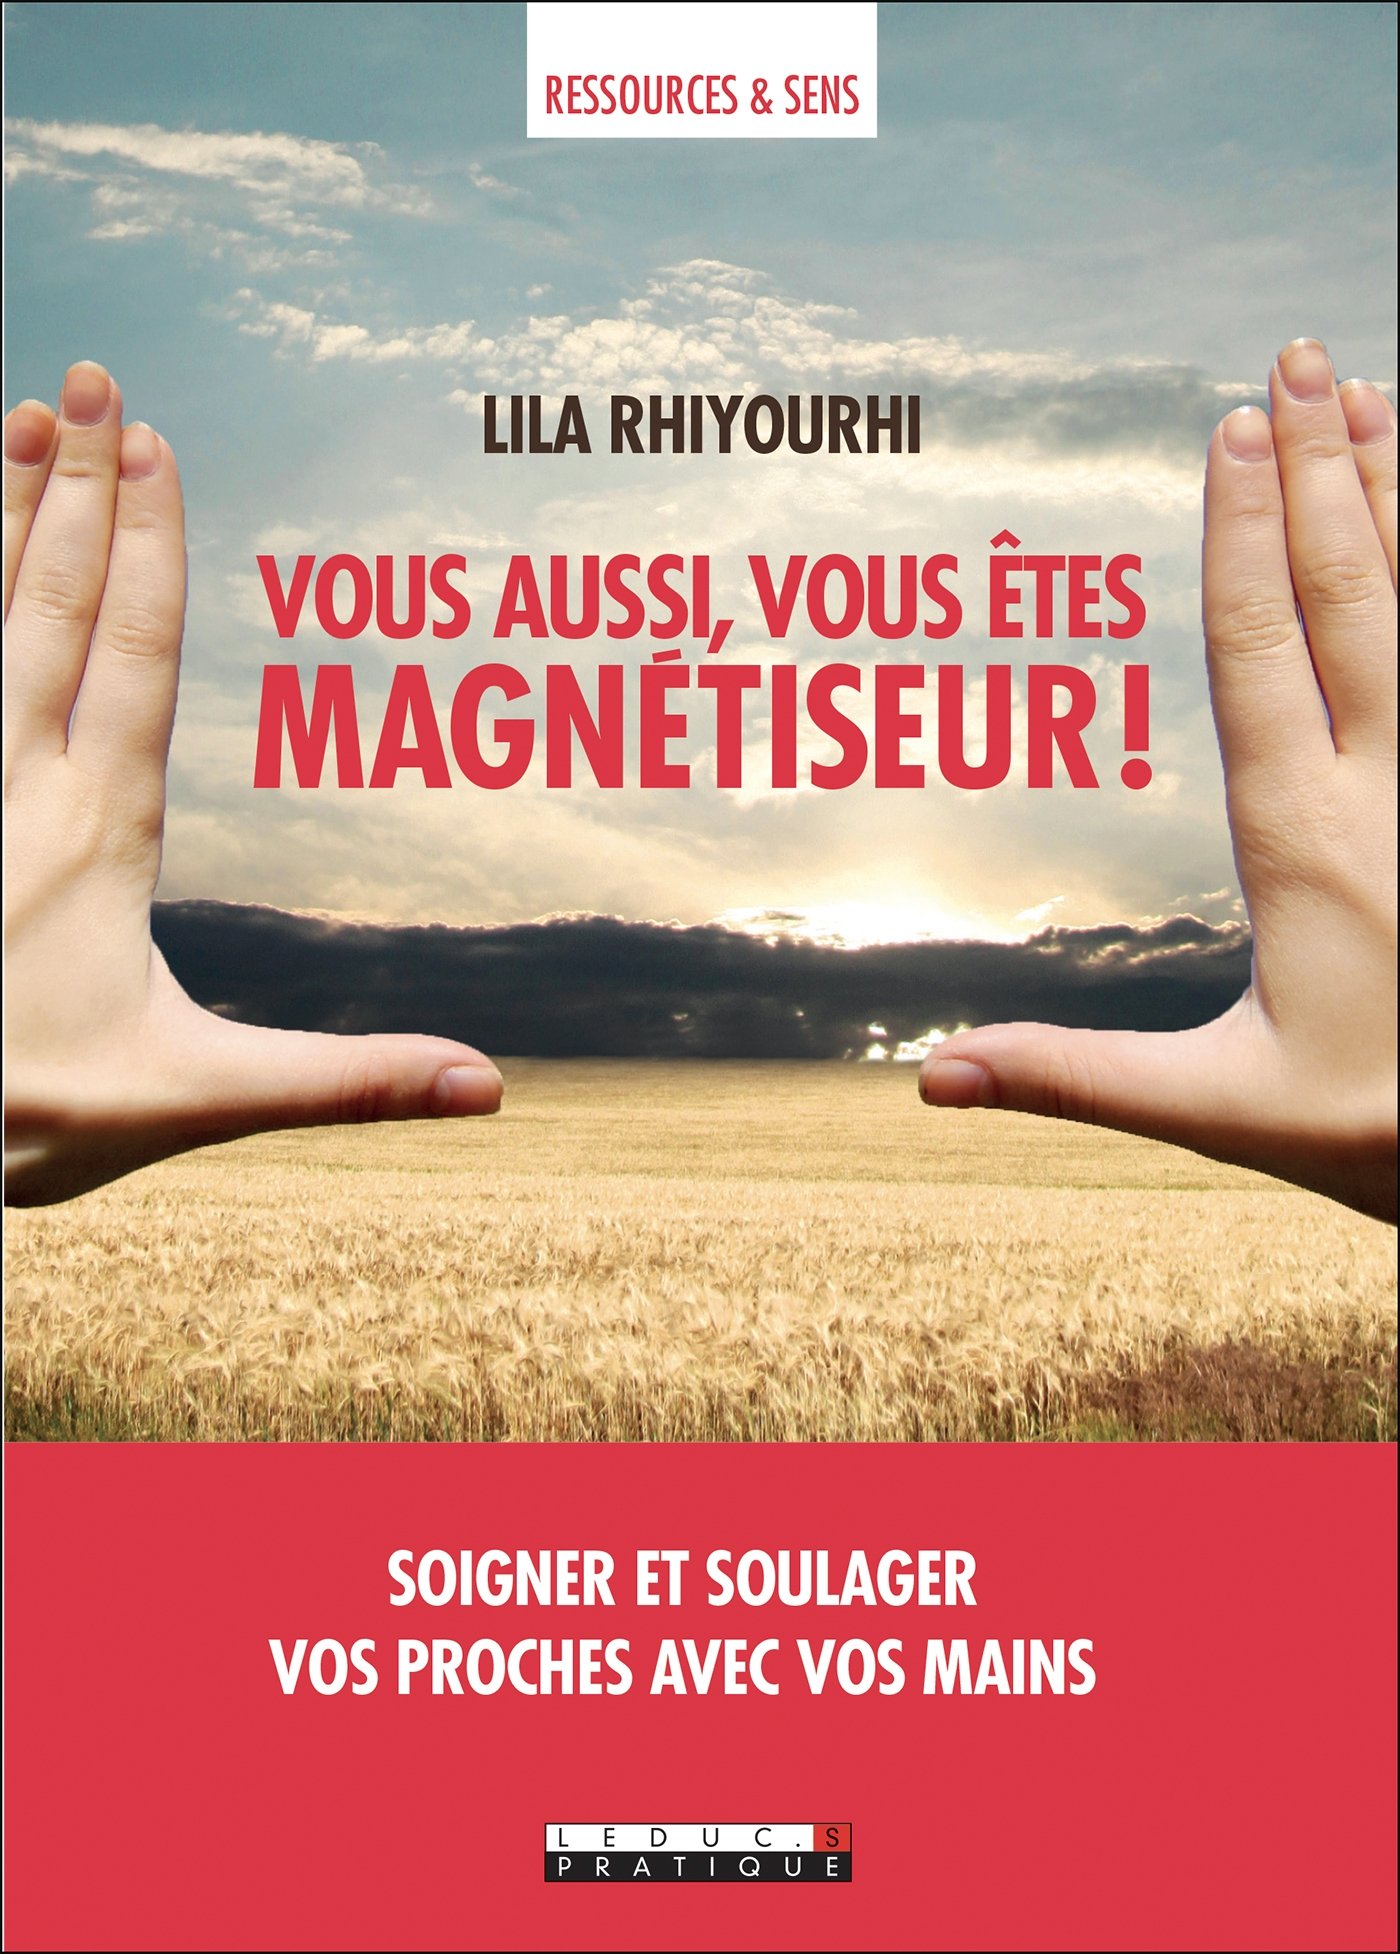 RESSOURCES & SENS
LILA RHIYOURHI
VOUS AUSSI, VOUS ÊTES
MAGNÉTISEUR !
SOIGNER ET SOULAGER
VOS PROCHES AVEC VOS MAINS
LEDUC.S
PRATIQUE